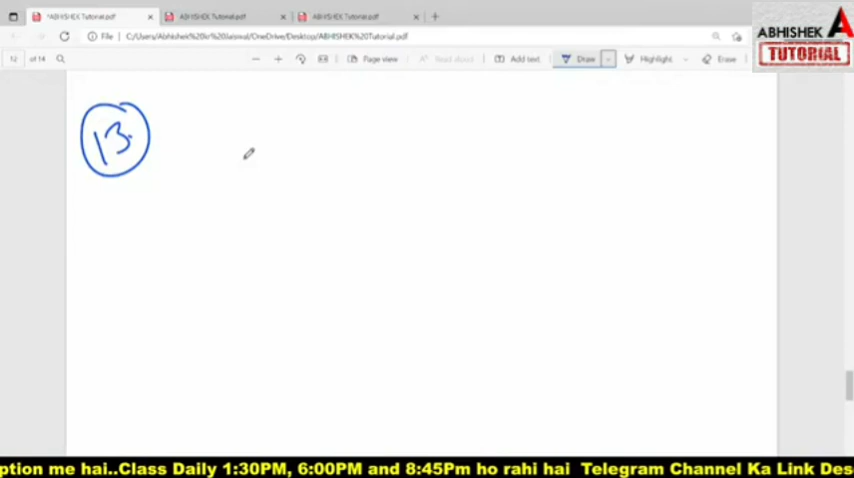 *ABHISHEK Tutorial.pdf
ABHISHEK Tutorial.pdf
ABHISHEK Tutorial.pdf
File
C:/Users/Abhishek%20kr%20Jaiswal/OneDrive/Desktop/ABHISHEK%20Tutorial.pdf
12 of 14
Page view
Read aloud
Add text
Draw
Highlight
Erase
ABHISHEK A
TUTORIAL
13.
ption me hai..Class Daily 1:30PM, 6:00PM and 8:45Pm ho rahi hai Telegram Channel Ka Link Des